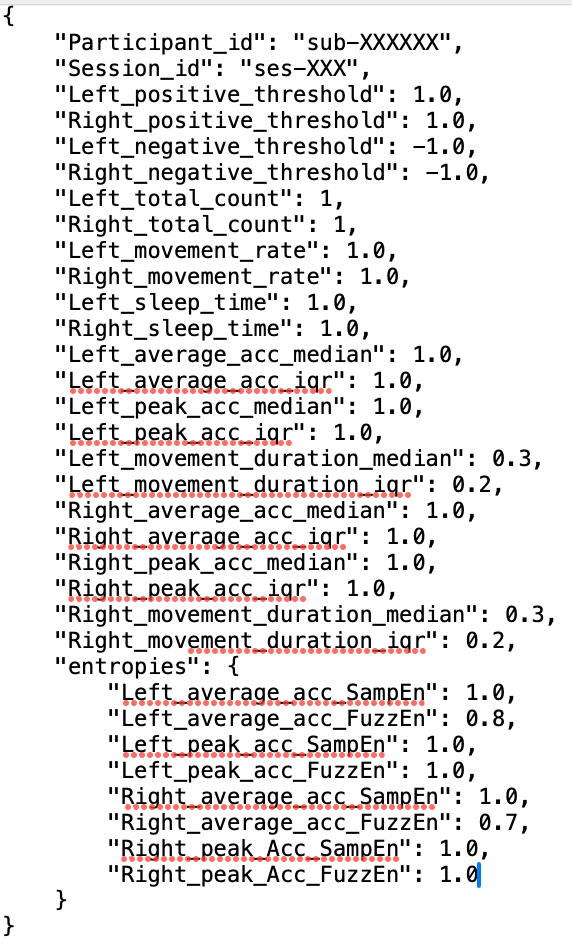 {
    "Participant_id": "sub-XXXXXX",
    "Session_id": "ses-XXX",
    "Left_positive_threshold": 1.0,
    "Right_positive_threshold": 1.0,
    "Left_negative_threshold": -1.0,
    "Right_negative_threshold": -1.0,
    "Left_total_count": 1,
    "Right_total_count": 1,
    "Left_movement_rate": 1.0,
    "Right_movement_rate": 1.0,
    "Left_sleep_time": 1.0,
    "Right_sleep_time": 1.0,
    "Left_average_acc_median": 1.0,
    "Left_average_acc_iqr": 1.0,
    "Left_peak_acc_median": 1.0,
    "Left_peak_acc_iqr": 1.0,
    "Left_movement_duration_median": 0.3,
    "Left_movement_duration_iqr": 0.2,
    "Right_average_acc_median": 1.0,
    "Right_average_acc_iqr": 1.0,
    "Right_peak_acc_median": 1.0,
    "Right_peak_acc_iqr": 1.0,
    "Right_movement_duration_median": 0.3,
    "Right_movement_duration_iqr": 0.2,
    "entropies": {
        "Left_average_acc_SampEn": 1.0,
        "Left_average_acc_FuzzEn": 0.8,
        "Left_peak_acc_SampEn": 1.0,
        "Left_peak_acc_FuzzEn": 1.0,
        "Right_average_acc_SampEn": 1.0,
        "Right_average_acc_FuzzEn": 0.7,
        "Right_peak_Acc_SampEn": 1.0,
        "Right_peak_Acc_FuzzEn": 1.0
    }
}